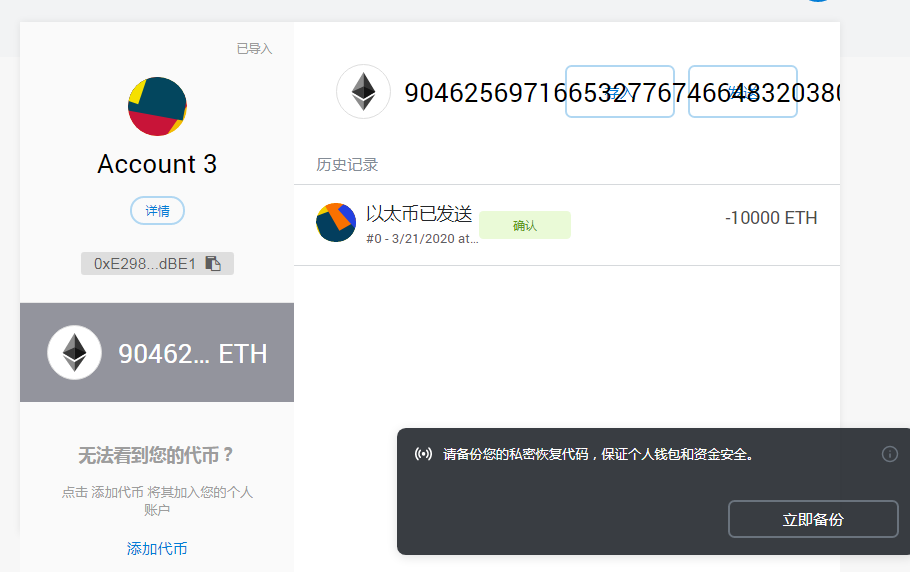 已导入
Account 3
详情
0xE298...dBE1
90462... ETH
无法看到您的代币？
点击 添加代币 将其加入您的个人
账户
添加代币
904625697166532776746648320380
历史记录
以太币已发送
#0 - 3/21/2020 at...
确认
-10000 ETH
请备份您的私密恢复代码，保证个人钱包和资金安全。
立即备份